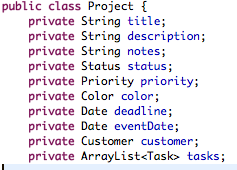 public class Project {
private String title;
private String description;
private String notes;
private Status status;
private Priority priority;
private Color color;
private Date deadline;
private Date eventDate;
private Customer customer;
private ArrayList<Task> tasks;